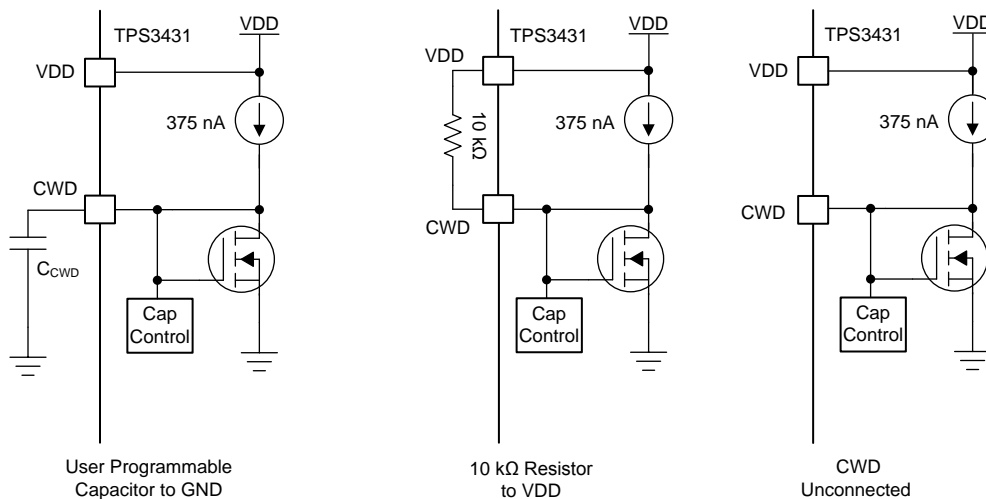 TPS3431
VDD
VDD
375 nA
CWD
CCWD
Cap
Control
User Programmable
Capacitor to GND
TPS3431
VDD
VDD
10 kΩ
375 nA
CWD
Cap
Control
10 kΩ Resistor
to VDD
TPS3431
VDD
VDD
375 nA
CWD
Cap
Control
CWD
Unconnected